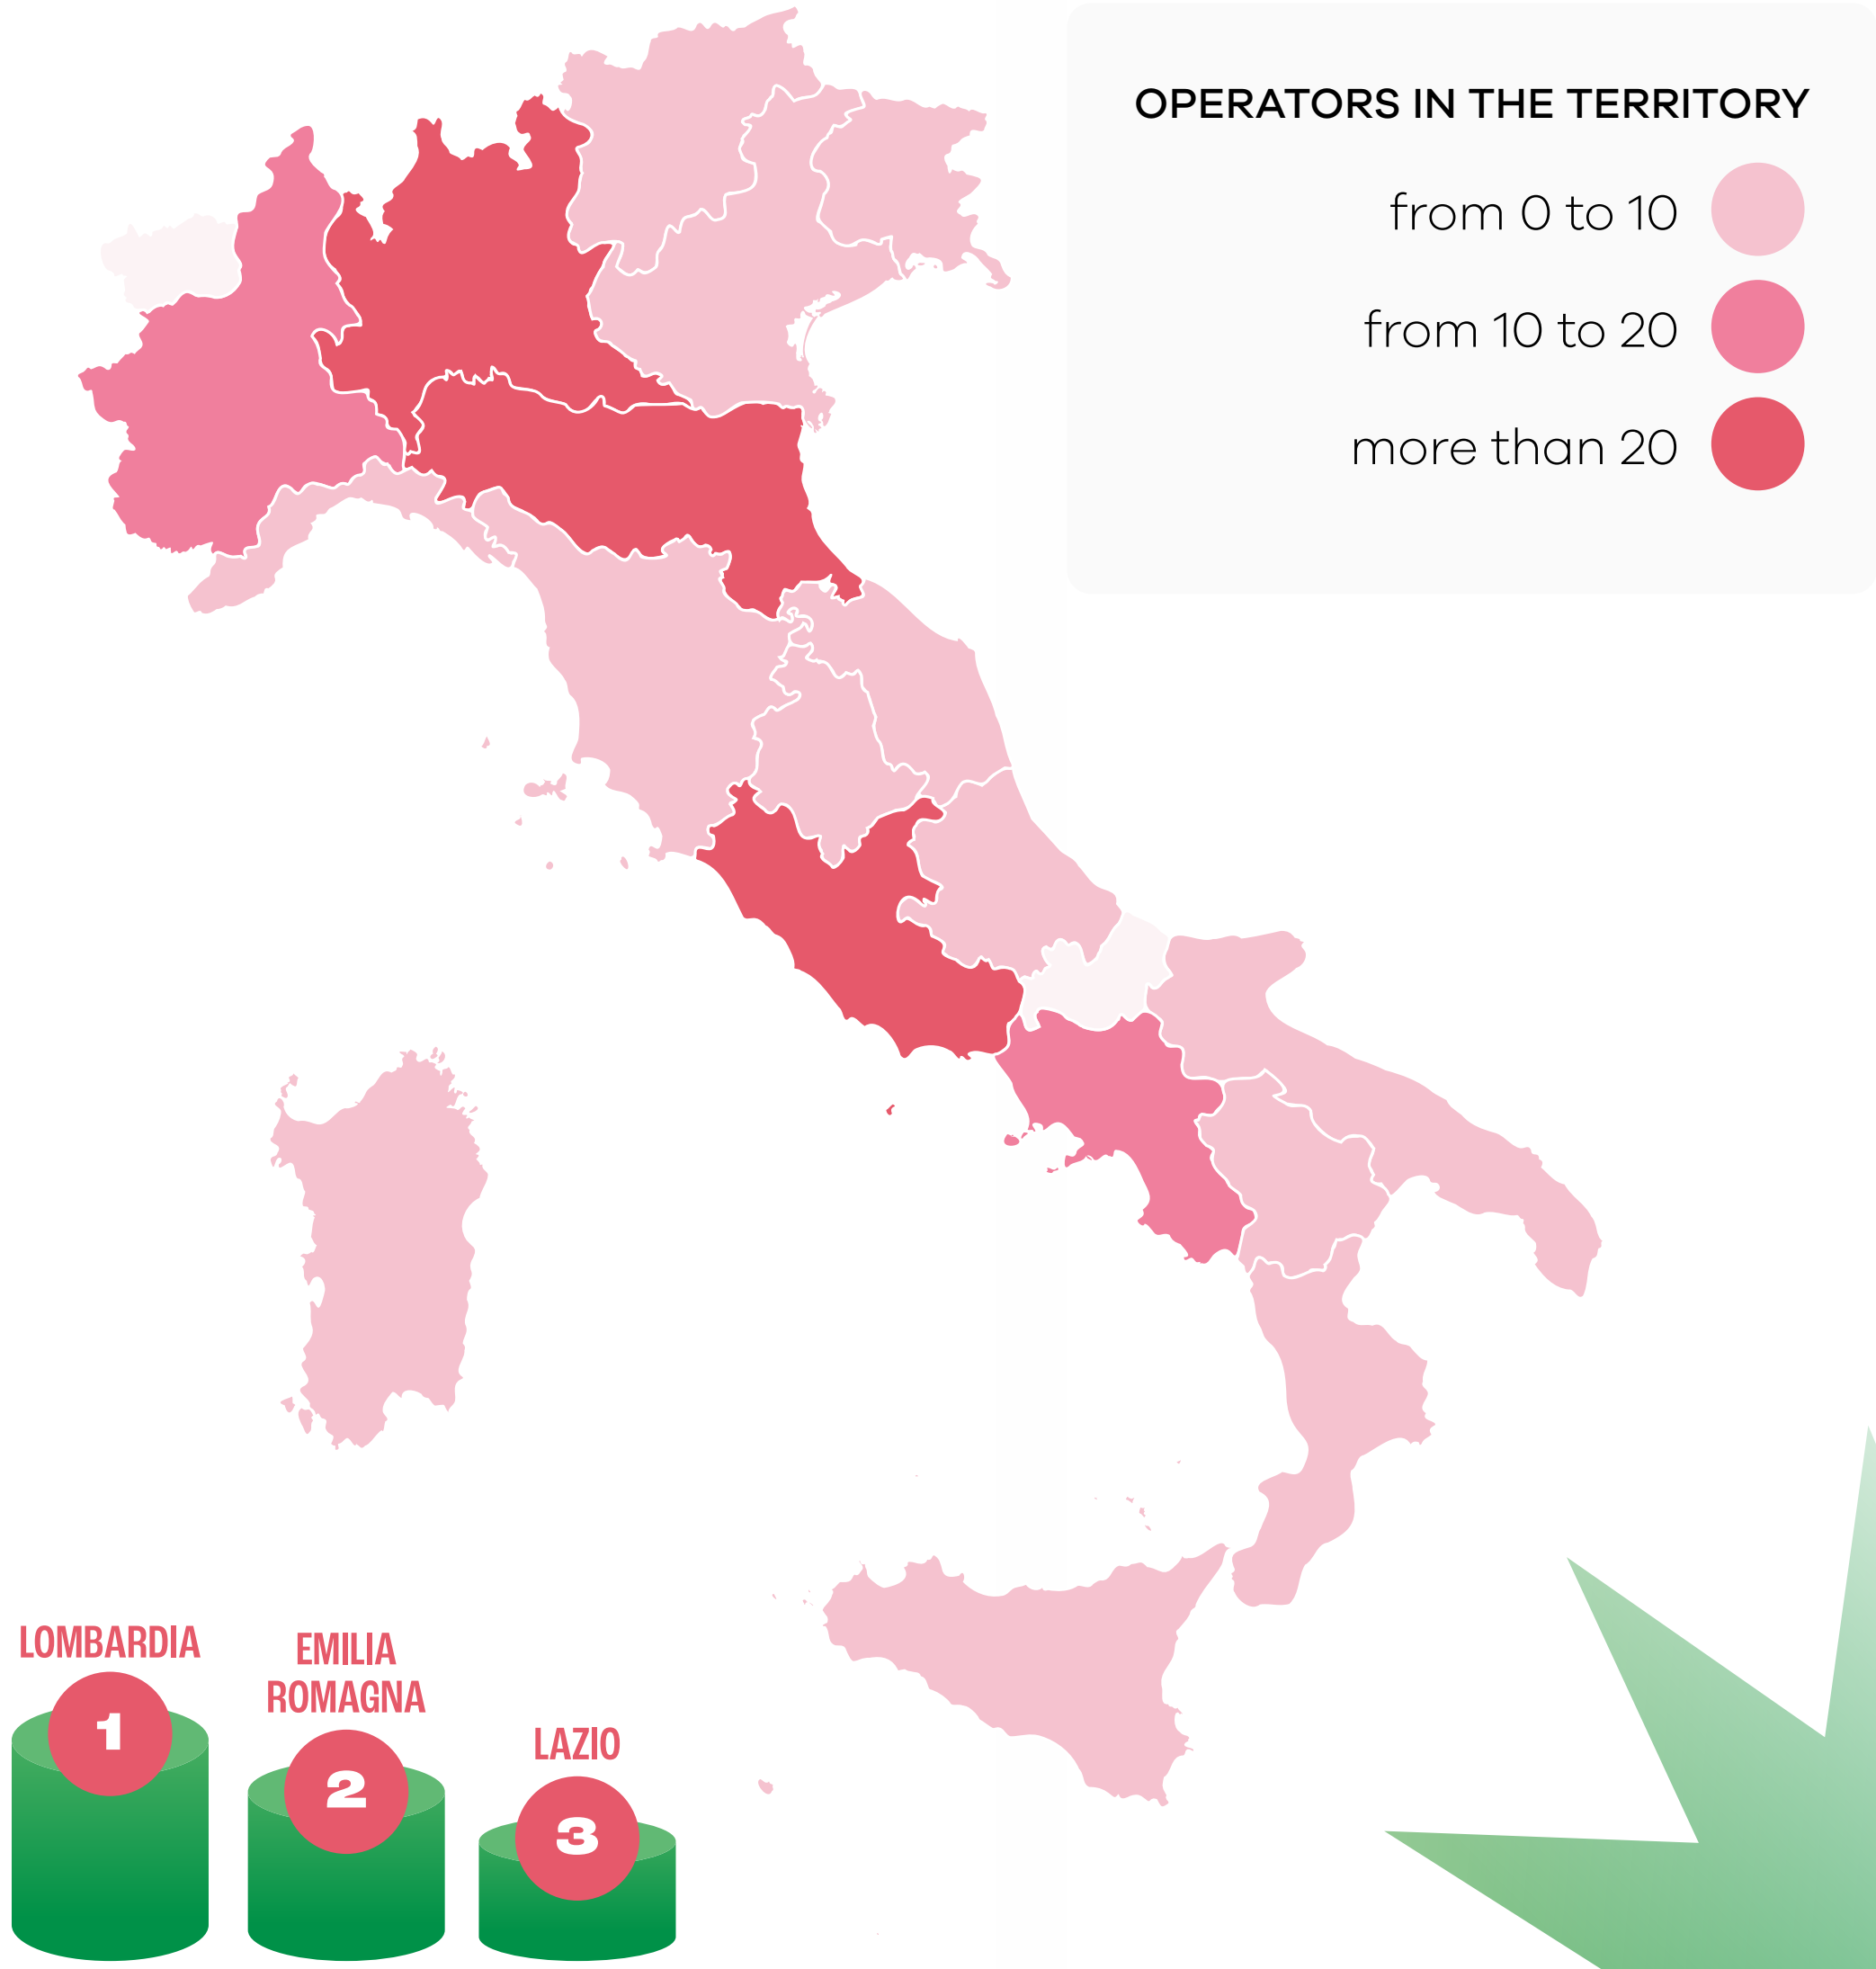 OPERATORS IN THE TERRITORY
from 0 to 10
from 10 to 20
more than 20
LOMBARDIA
1
EMILIA
ROMAGNA
2
LAZIO
3